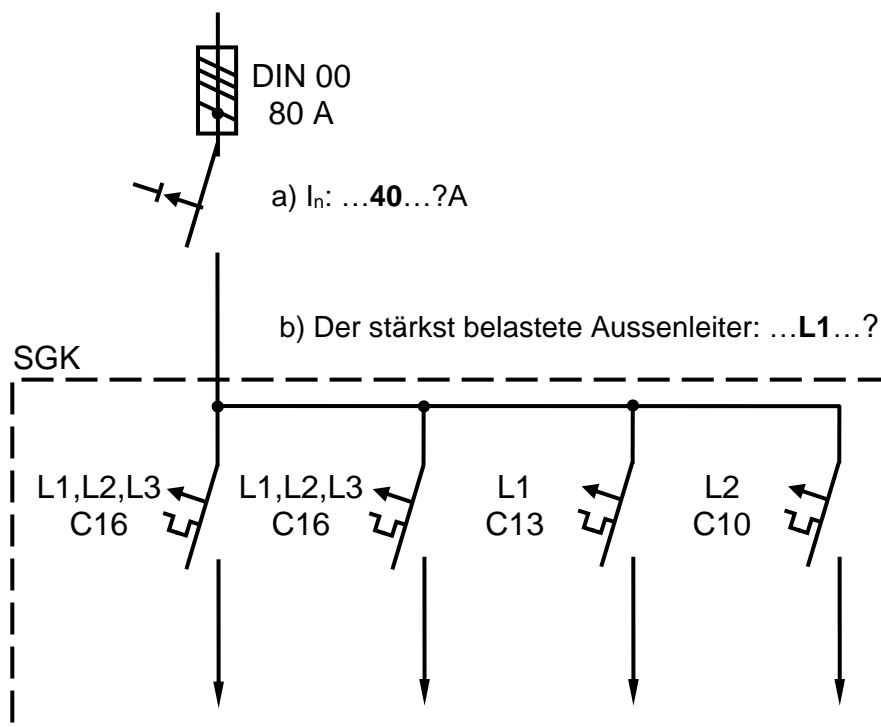 DIN 00
80 A
a) Iₙ: …40…?A
b) Der stärkst belastete Aussenleiter: …L1…?
SGK
L1,L2,L3
C16
L1,L2,L3
C16
L1
C13
L2
C10